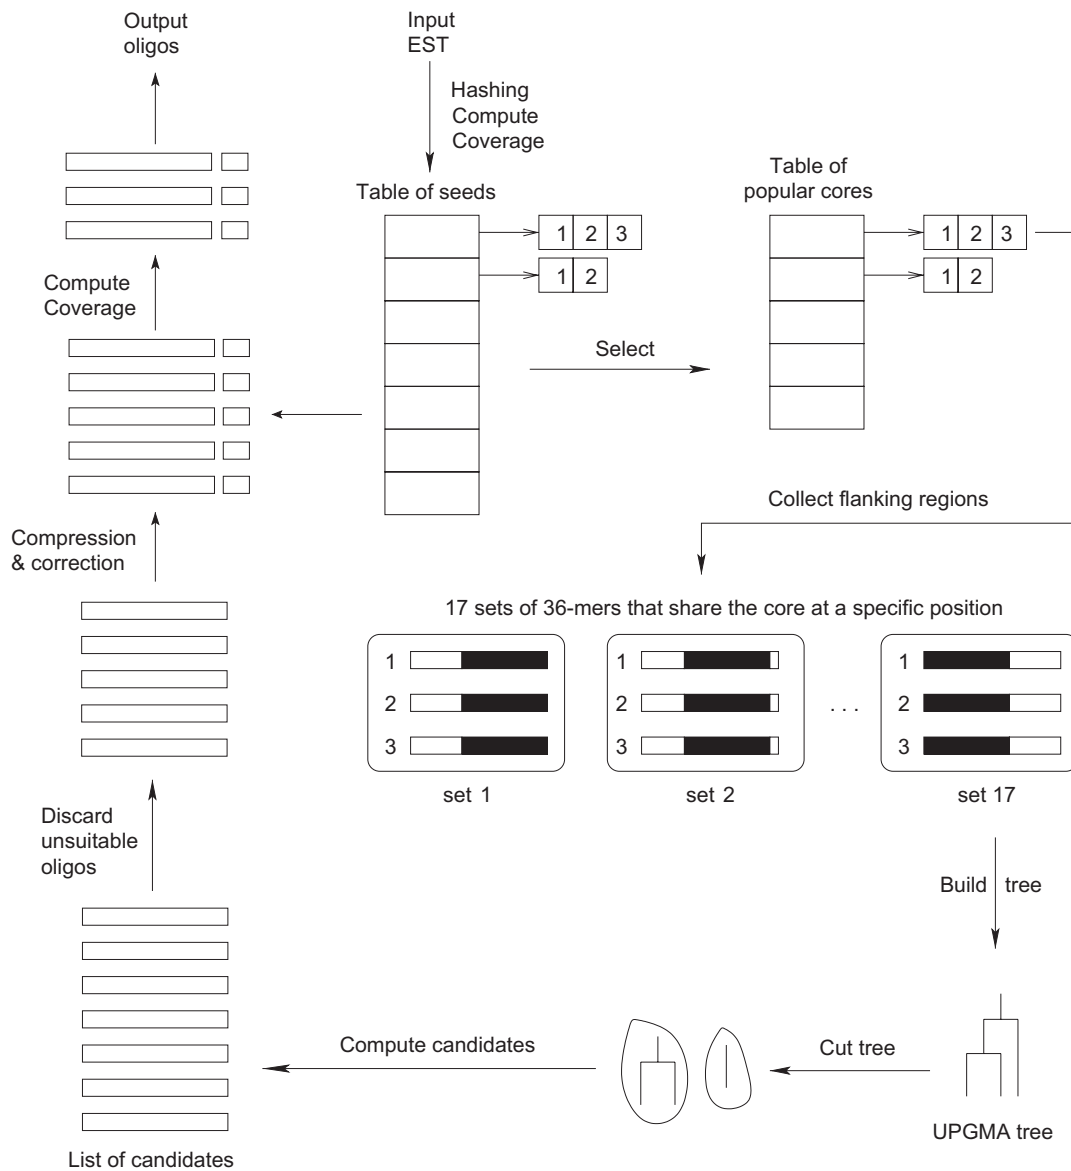 Output
oligos
Input
EST
Hashing
Compute
Coverage
Table of seeds
Table of
popular cores
1 2 3
1 2
1 2 3
1 2
Compute
Coverage
Select
Collect flanking regions
Compression
& correction
17 sets of 36-mers that share the core at a specific position
1
2
3
1
2
3
. . .
1
2
3
set 1
set 2
set 17
Discard
unsuitable
oligos
Build tree
Compute candidates
Cut tree
UPGMA tree
List of candidates